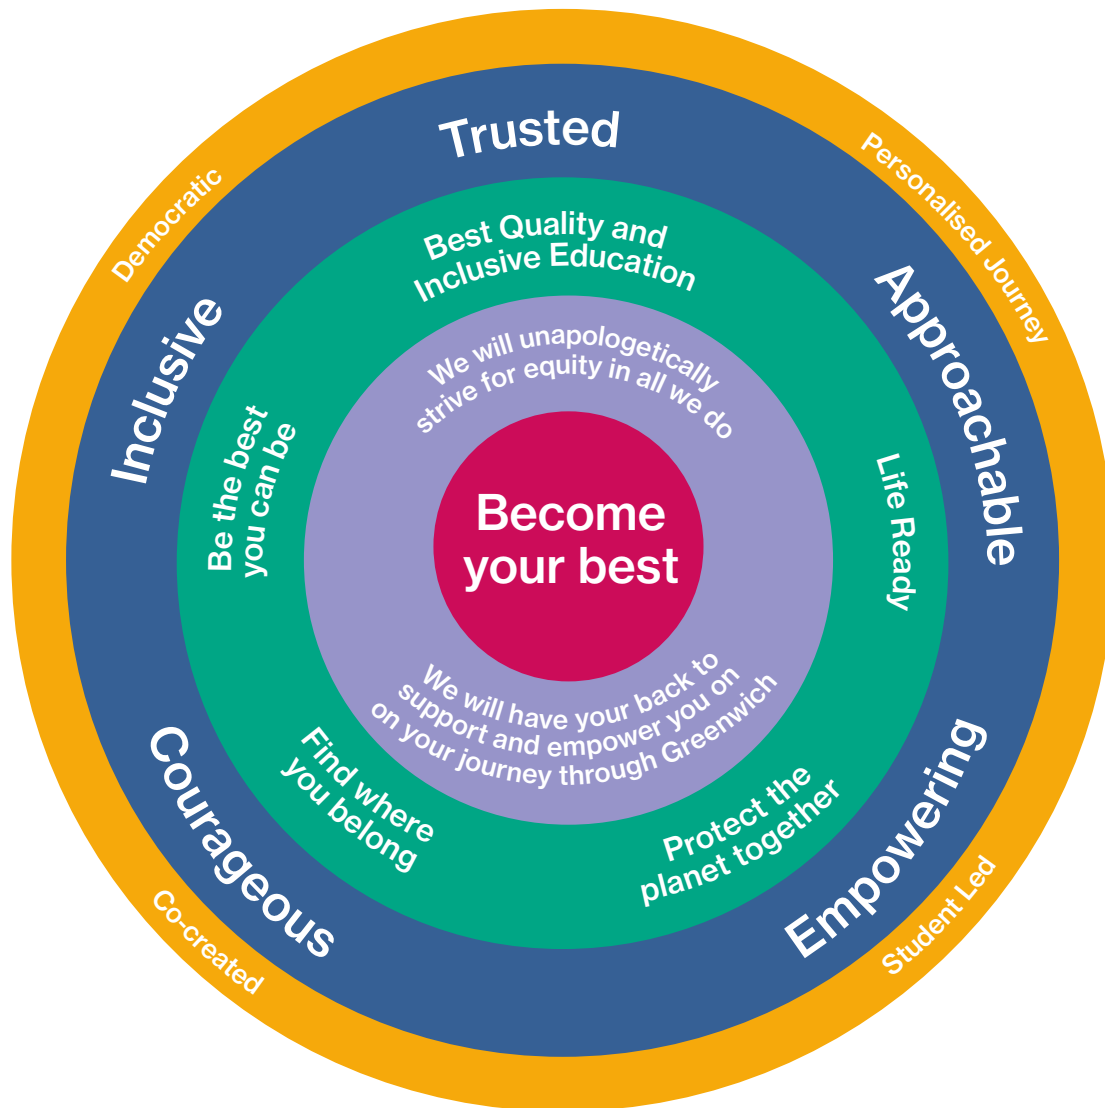 Democratic
Personalised Journey
Student Led
Co-created
Trusted
Approachable
Empowering
Courageous
Inclusive
Best Quality and
Inclusive Education
Life Ready
Protect the
planet together
Find where
you belong
Be the best
you can be
We will unapologetically
strive for equity in all we do
We will have your back to
support and empower you on
on your journey through Greenwich
Become
your best